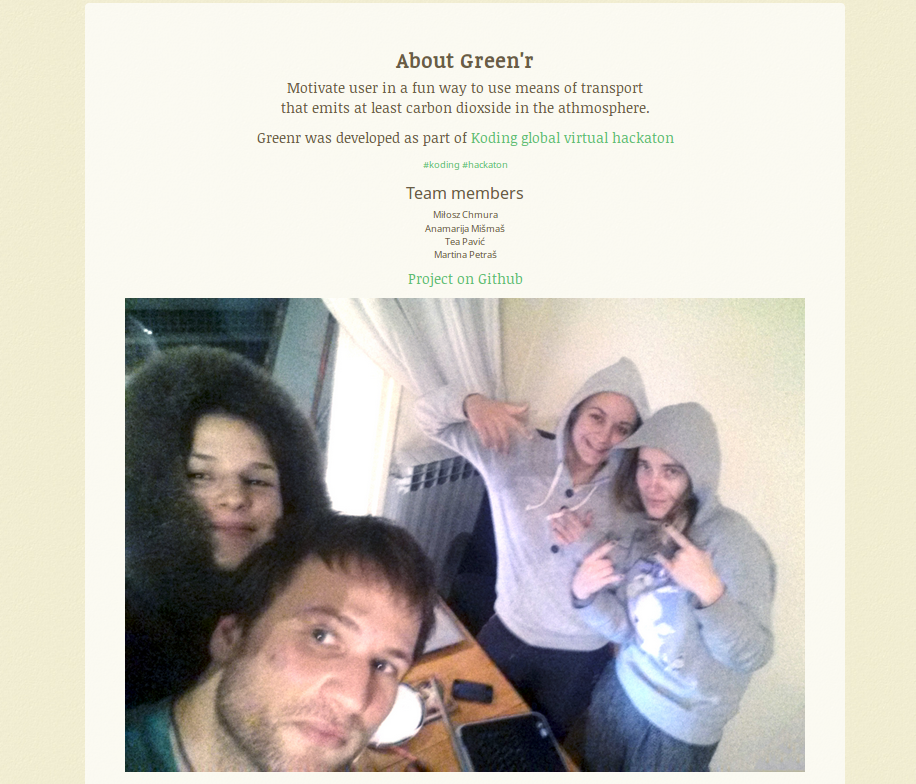 About Green'r
Motivate user in a fun way to use means of transport
that emits at least carbon dioxside in the athmosphere.
Greenr was developed as part of Koding global virtual hackaton
#koding #hackaton
Team members
Miłosz Chmura
Anamarija Mišmaš
Tea Pavić
Martina Petraš
Project on Github